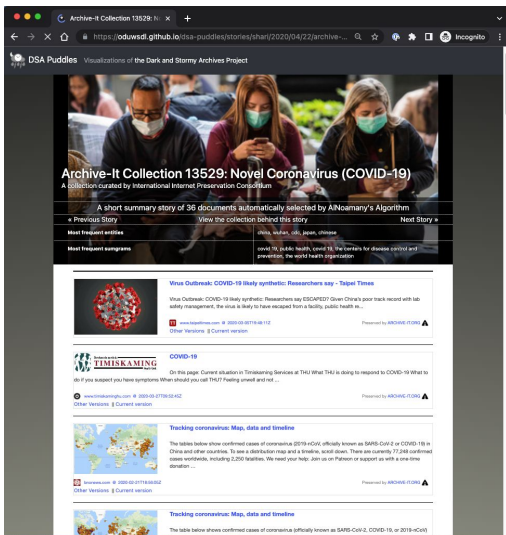 Archive-It Collection 13529: No
https://oduwsdl.github.io/dsa-puddles/stories/shari/2020/04/22/archive-...
Incognito
DSA Puddles Visualizations of the Dark and Stormy Archives Project
Archive-It Collection 13529: Novel Coronavirus (COVID-19)
A collection curated by International Internet Preservation Consortium
A short summary story of 36 documents automatically selected by AlNoamany's Algorithm
« Previous Story View the collection behind this story Next Story »
Most frequent entities china, wuhan, cdc, japan, chinese
Most frequent sumgrams covid 19, public health, covid 19, the centers for disease control and
prevention, the world health organization
Virus Outbreak: COVID-19 likely synthetic: Researchers say - Taipei Times
Virus Outbreak: COVID-19 likely synthetic: Researchers say ESCAPED? Given China's poor track record with lab
safety management, the virus is likely to have escaped from a facility, public health re...
Preserved by ARCHIVE-IT.ORG
Other Versions || Current version
TIMISKAMING
COVID-19
On this page: Current situation in Timiskaming Services at THU What THU is doing to respond to COVID-19 What to
do if you suspect you have symptoms When should you call THU? Feeling unwell and not ...
Preserved by ARCHIVE-IT.ORG
Other Versions || Current version
Tracking coronavirus: Map, data and timeline
The tables below show confirmed cases of coronavirus (2019-nCoV, officially known as SARS-CoV-2 or COVID-19) in
China and other countries. To see a distribution map and a timeline, scroll down. There are currently 77,248 confirmed
cases worldwide, including 2,250 fatalities. We need your help: Join us on Patreon or support us with a one-time
donation ...
Preserved by ARCHIVE-IT.ORG
Other Versions || Current version
Tracking coronavirus: Map, data and timeline
The table below shows confirmed cases of coronavirus (officially known as SARS-CoV-2, COVID-19, or 2019-nCoV)